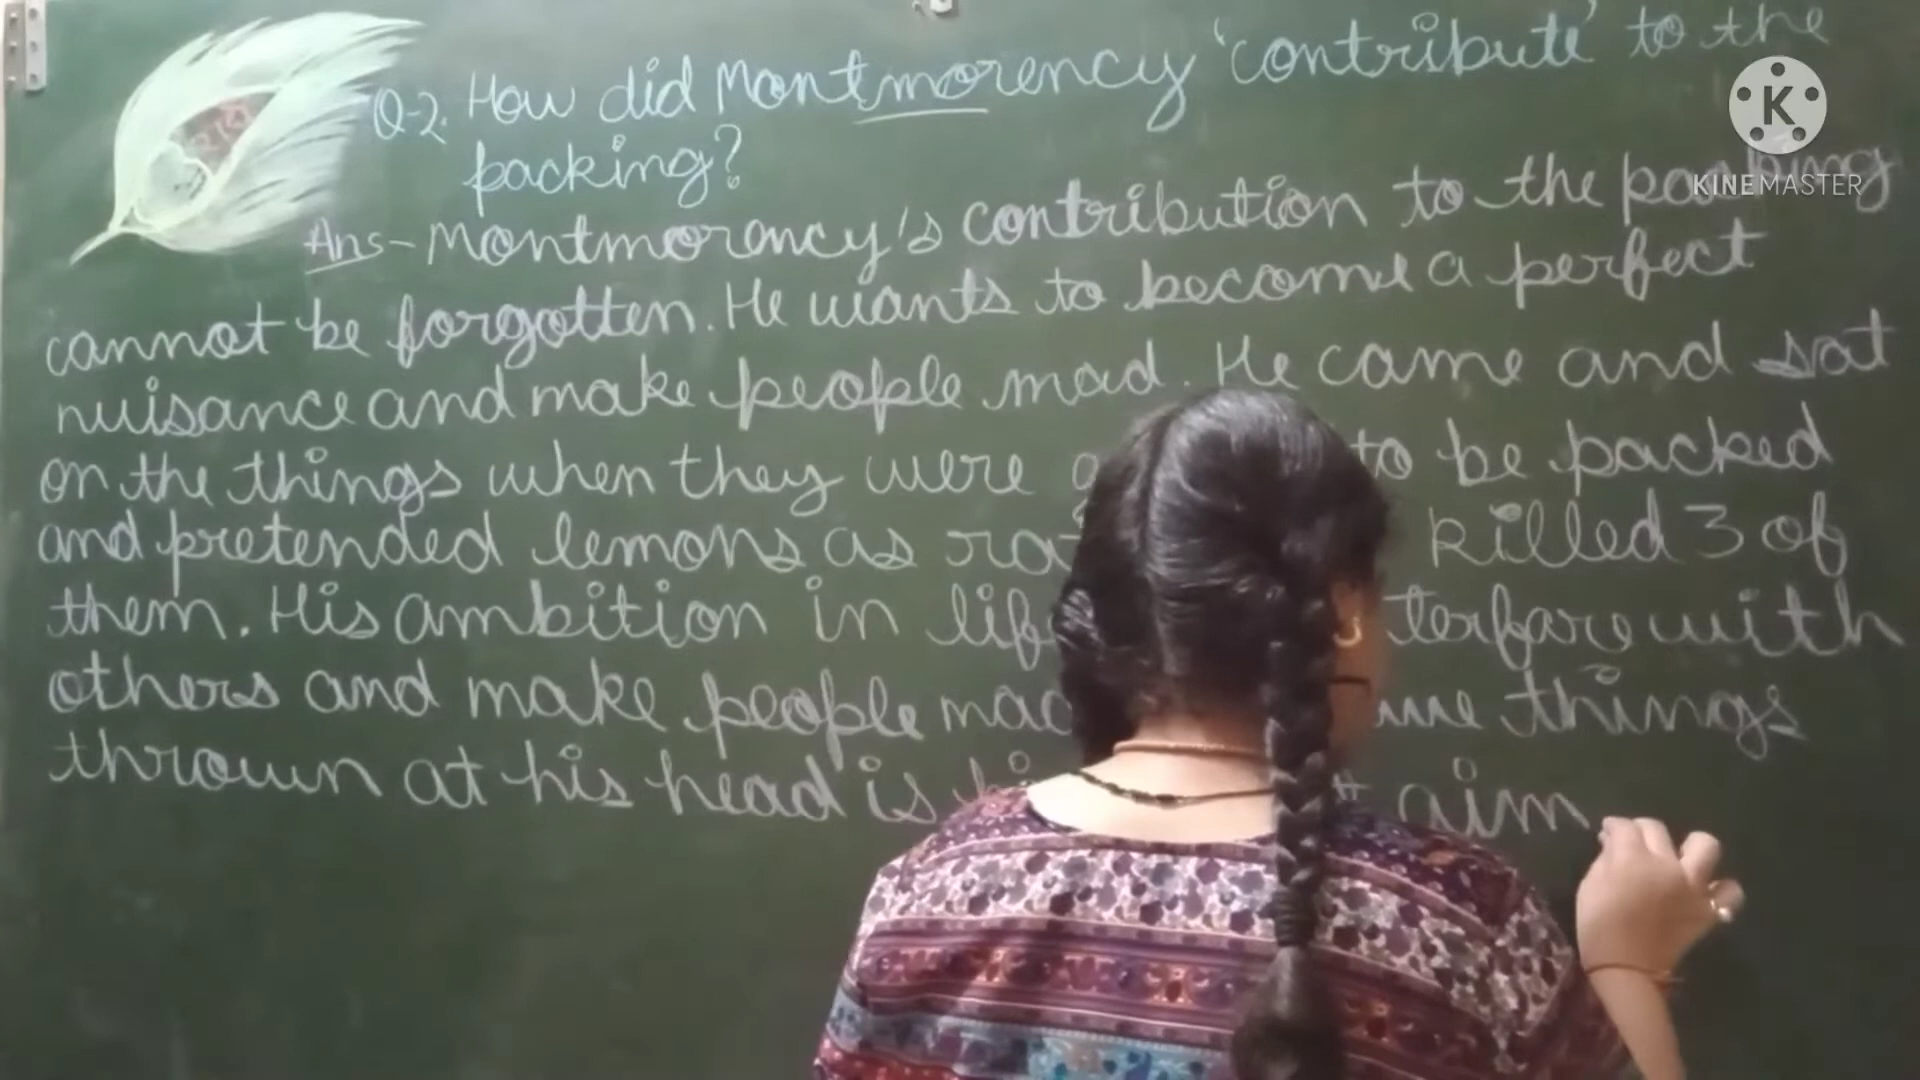 Q-2. How did Montmorency 'contribute' to the
packing?
Ans- Montmorency's contribution to the packing
cannot be forgotten. He wants to become a perfect
nuisance and make people mad. He came and sat
on the things when they were to be packed
and pretended lemons as killed 3 of
them. His ambition in with
others and make people things
thrown at his head is aim
K
KINEMASTER